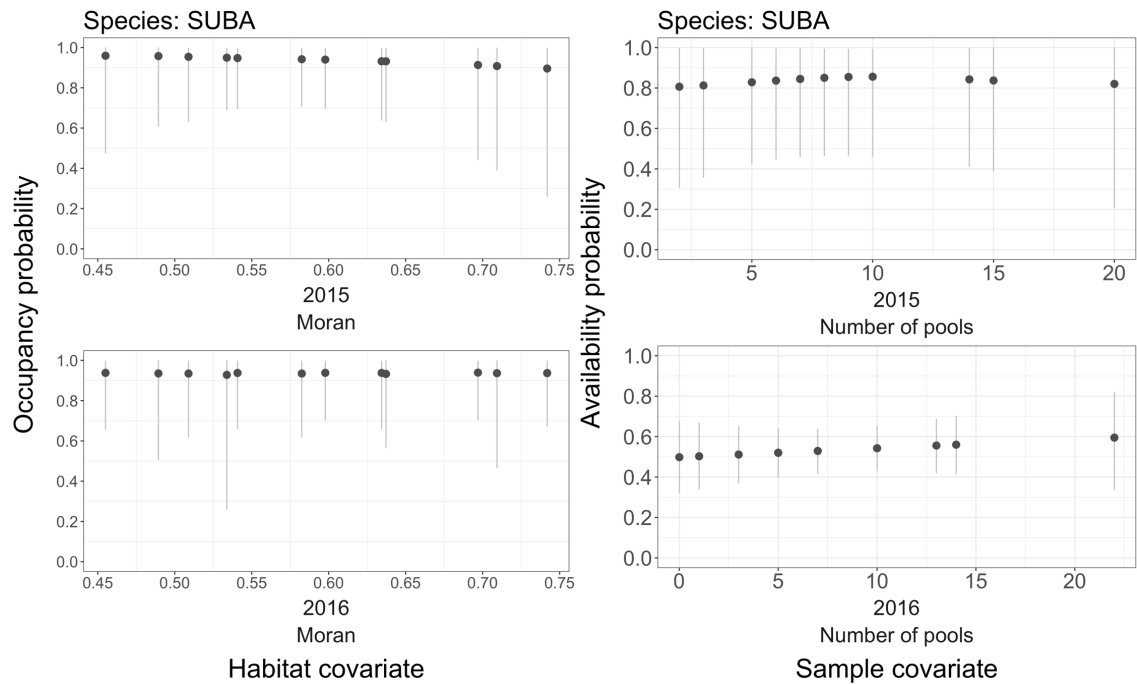 Species: SUBA
Occupancy probability
1.0
0.8
0.6
0.4
0.2
0.0
0.45 0.50 0.55 0.60 0.65 0.70 0.75
2015
Moran
1.0
0.8
0.6
0.4
0.2
0.0
0.45 0.50 0.55 0.60 0.65 0.70 0.75
2016
Moran
Habitat covariate
Species: SUBA
Availability probability
1.0
0.8
0.6
0.4
0.2
0.0
5 10 15 20
2015
Number of pools
1.0
0.8
0.6
0.4
0.2
0.0
0 5 10 15 20
2016
Number of pools
Sample covariate